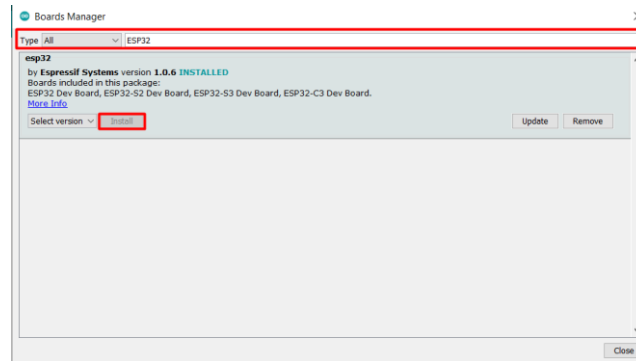 Boards Manager
Type All ESP32
esp32
by Espressif Systems version 1.0.6 INSTALLED
Boards included in this package:
ESP32 Dev Board, ESP32-S2 Dev Board, ESP32-S3 Dev Board, ESP32-C3 Dev Board.
More Info
Select version Install Update Remove
Close